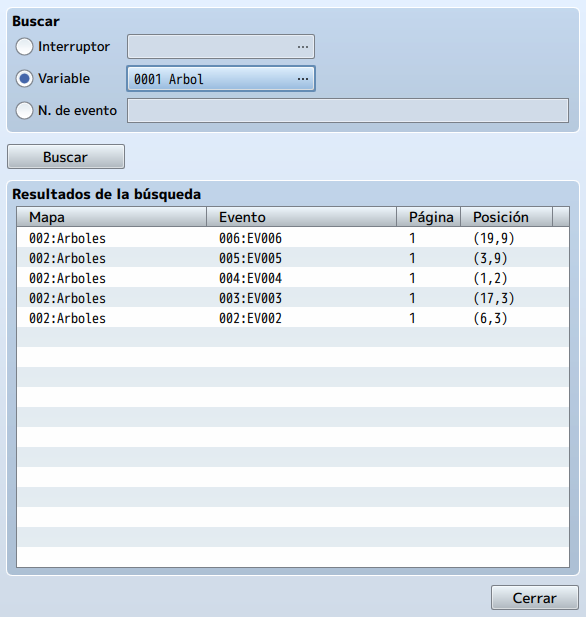 Buscar
Interruptor ...
Variable 0001 Arbol ...
N. de evento
Buscar
Resultados de la búsqueda
Mapa Evento Página Posición
002:Arboles 006:EV006 1 (19,9)
002:Arboles 005:EV005 1 (3,9)
002:Arboles 004:EV004 1 (1,2)
002:Arboles 003:EV003 1 (17,3)
002:Arboles 002:EV002 1 (6,3)
Cerrar